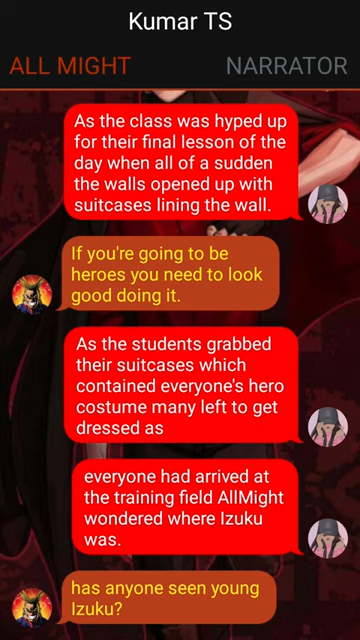 Kumar TS
ALL MIGHT
NARRATOR
As the class was hyped up
for their final lesson of the
day when all of a sudden
the walls opened up with
suitcases lining the wall.
If you're going to be
heroes you need to look
good doing it.
As the students grabbed
their suitcases which
contained everyone's hero
costume many left to get
dressed as
everyone had arrived at
the training field AllMight
wondered where Izuku
was.
has anyone seen young
Izuku?